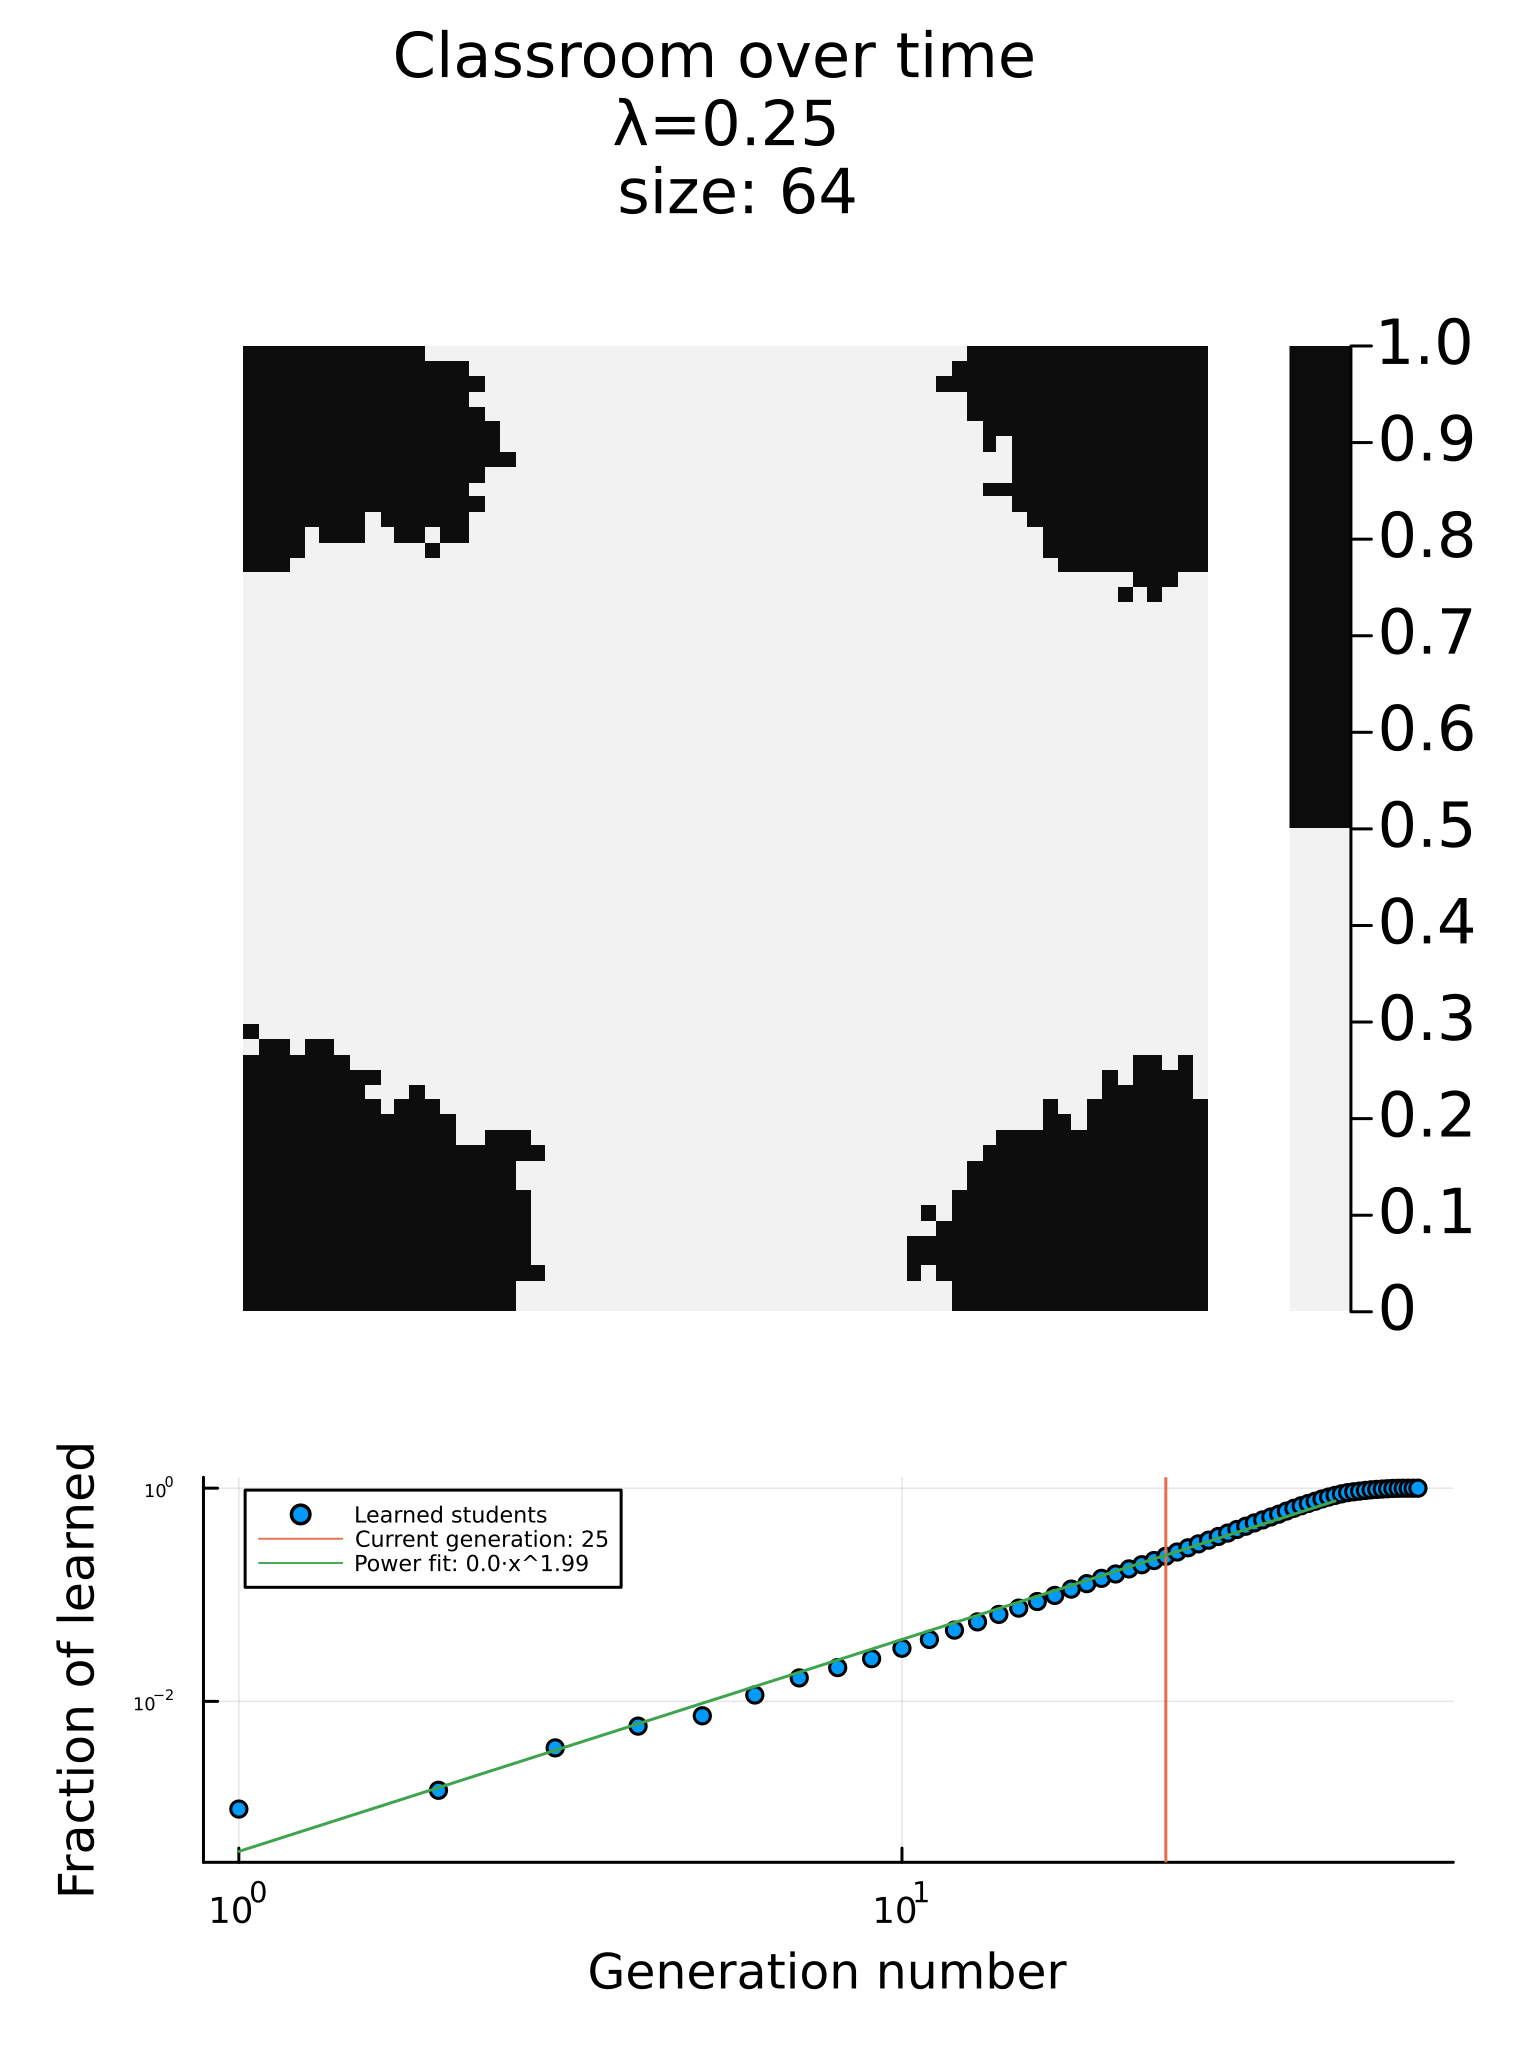 Classroom over time
λ=0.25
size: 64
1.0
0.9
0.8
0.7
0.6
0.5
0.4
0.3
0.2
0.1
0
Fraction of learned
10^0
10^-2
Learned students
Current generation: 25
Power fit: 0.0·x^1.99
10^0
10^1
Generation number